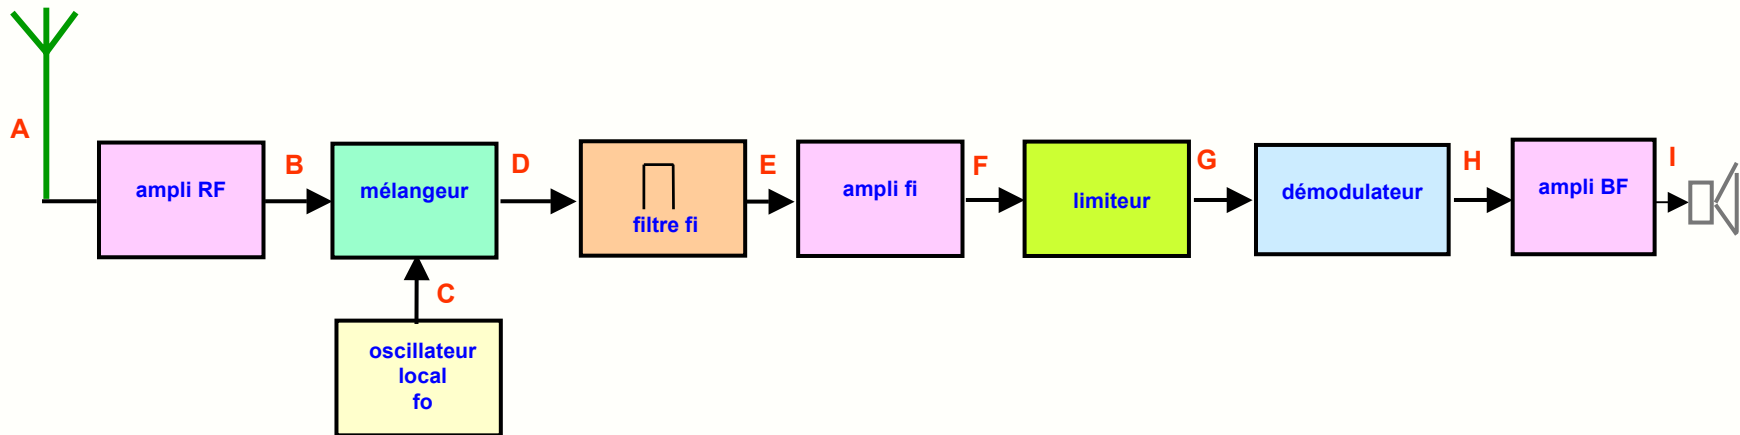 A
ampli RF
B
mélangeur
D
filtre fi
E
ampli fi
F
limiteur
G
démodulateur
H
ampli BF
I
C
oscillateur
local
fo